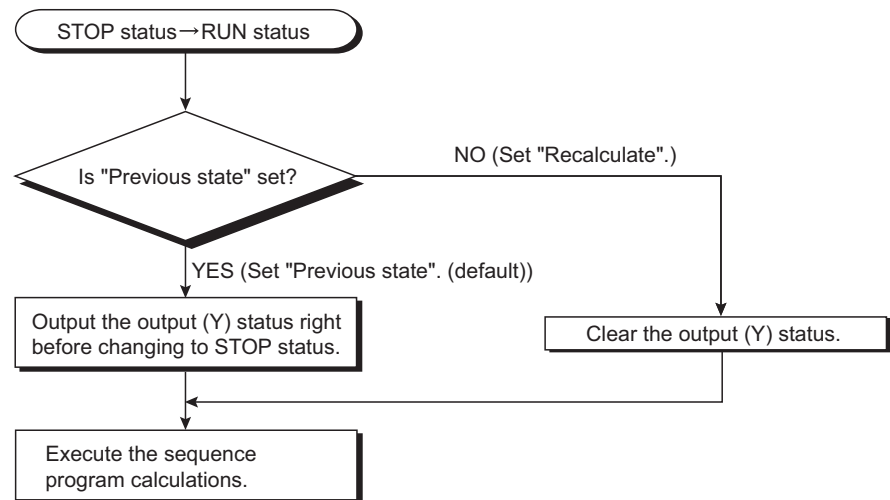 STOP status→RUN status
Is "Previous state" set?
NO (Set "Recalculate".)
YES (Set "Previous state". (default))
Output the output (Y) status right
before changing to STOP status.
Clear the output (Y) status.
Execute the sequence
program calculations.